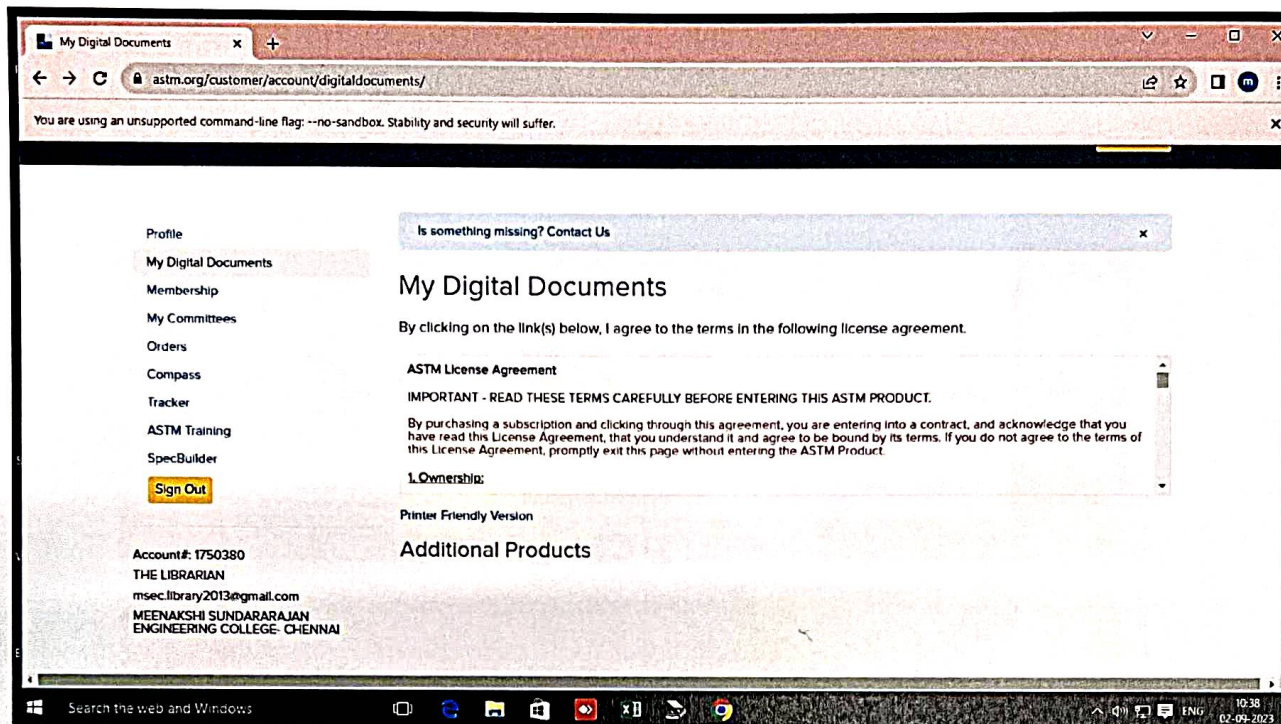 My Digital Documents
astm.org/customer/account/digitaldocuments/
m
You are using an unsupported command-line flag: --no-sandbox. Stability and security will suffer.
Profile
My Digital Documents
Membership
My Committees
Orders
Compass
Tracker
ASTM Training
SpecBuilder
Sign Out
Account#: 1750380
THE LIBRARIAN
msec.library2013@gmail.com
MEENAKSHI SUNDARARAJAN
ENGINEERING COLLEGE- CHENNAI
Is something missing? Contact Us
My Digital Documents
By clicking on the link(s) below, I agree to the terms in the following license agreement.
ASTM License Agreement
IMPORTANT - READ THESE TERMS CAREFULLY BEFORE ENTERING THIS ASTM PRODUCT.
By purchasing a subscription and clicking through this agreement, you are entering into a contract, and acknowledge that you
have read this License Agreement, that you understand it and agree to be bound by its terms. If you do not agree to the terms of
this License Agreement, promptly exit this page without entering the ASTM Product.
1. Ownership:
Printer Friendly Version
Additional Products
Search the web and Windows
ENG
10:38